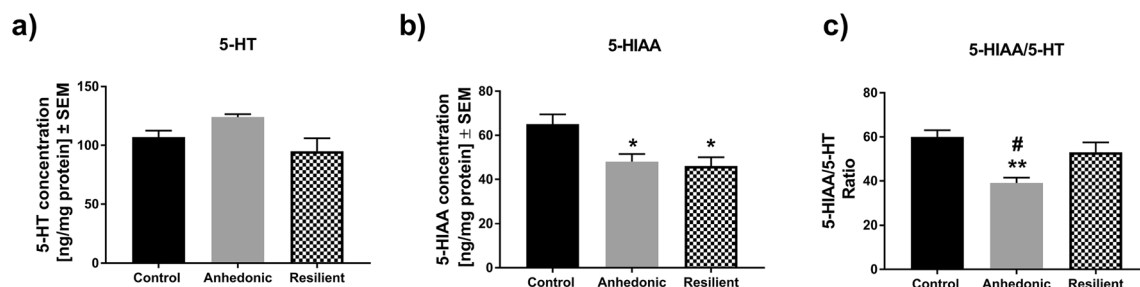 a)
5-HT
5-HT concentration
[ng/mg protein] ± SEM
150
100
50
0
Control Anhedonic Resilient
b)
5-HIAA
5-HIAA concentration
[ng/mg protein] ± SEM
80
60
40
20
0
* *
Control Anhedonic Resilient
c)
5-HIAA/5-HT
5-HIAA/5-HT
Ratio
80
60
40
20
0
#
**
Control Anhedonic Resilient